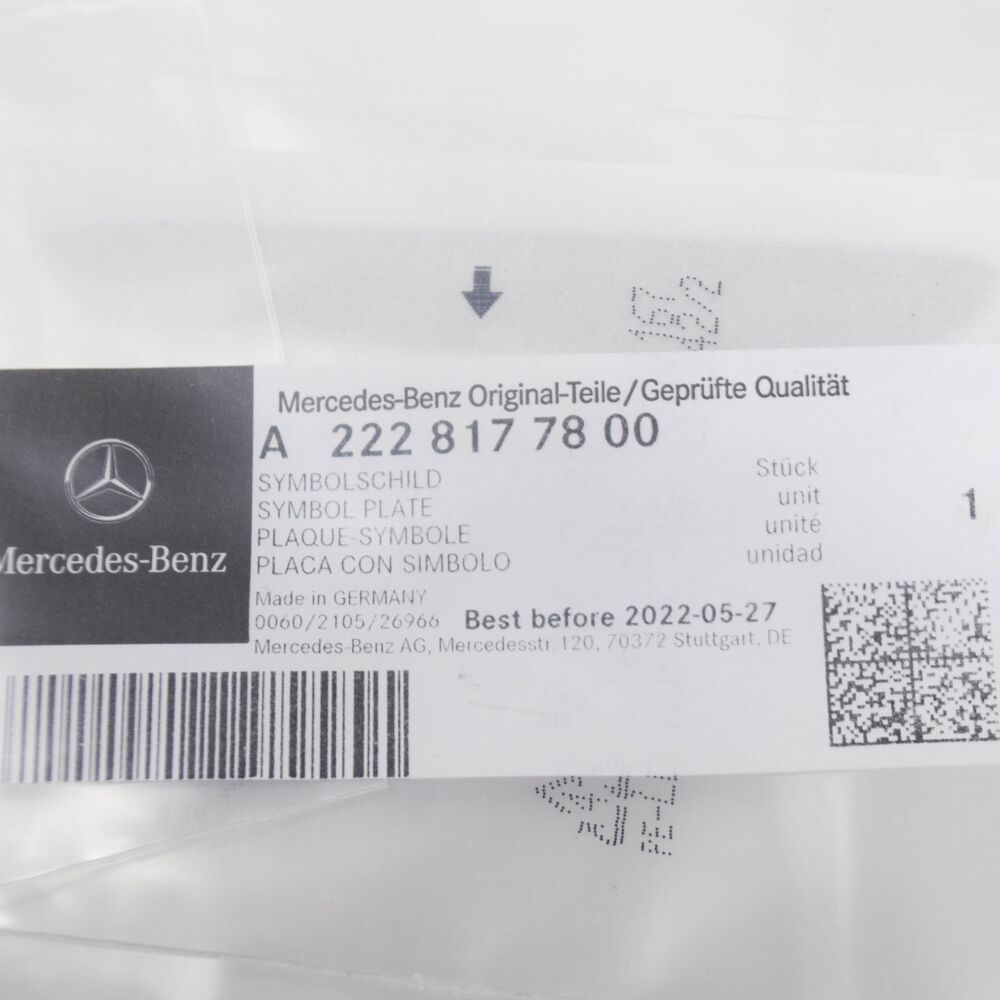 Mercedes-Benz Original-Teile/Geprüfte Qualität
A 222 817 78 00
SYMBOLSCHILD
SYMBOL PLATE
PLAQUE-SYMBOLE
PLACA CON SIMBOLO
Stück
unit
unité
unidad
1
Mercedes-Benz
Made in GERMANY
0060/2105/26966 Best before 2022-05-27
Mercedes-Benz AG, Mercedesstr.120, 70372 Stuttgart, DE